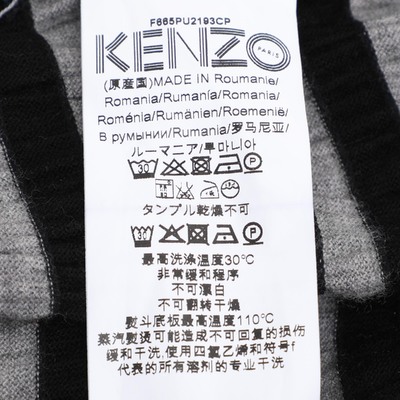 F665PU2193CP
KENZO
PARIS
(原産国)MADE IN Roumanie/
Romania/Rumanía/Romania/
Roménia/Rumänien/Roemenië/
В румынии/Rumania/罗马尼亚/
ルーマニア/루마니아
タンブル乾燥不可
最高洗涤温度30℃
非常缓和程序
不可漂白
不可翻转干燥
熨斗底板最高温度110℃
蒸汽熨烫可能造成不可回复的损伤
缓和干洗,使用四氯乙烯和符号f
代表的所有溶剂的专业干洗